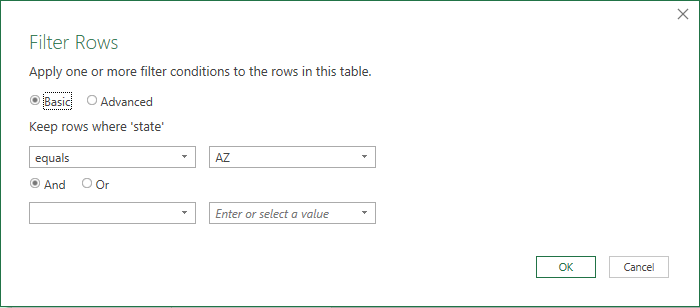 Filter Rows
Apply one or more filter conditions to the rows in this table.
Basic Advanced
Keep rows where 'state'
equals AZ
And Or
Enter or select a value
OK Cancel